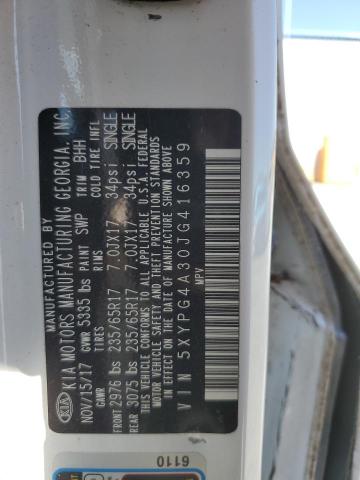 MANUFACTURED BY
KIA KIA MOTORS MANUFACTURING GEORGIA, INC.
NOV/15/17 GVWR 5335 lbs PAINT SWP TRIM BHH
GAWR TIRES RIMS COLD TIRE INFL
FRONT 2976 lbs 235/65R17 7.0JX17 34psi SINGLE
REAR 3075 lbs 235/65R17 7.0JX17 34psi SINGLE
THIS VEHICLE CONFORMS TO ALL APPLICABLE U.S.A. FEDERAL
MOTOR VEHICLE SAFETY AND THEFT PREVENTION STANDARDS
IN EFFECT ON THE DATE OF MANUFACTURE SHOWN ABOVE
VIN 5XYPG4A30JG416359
MPV
6110